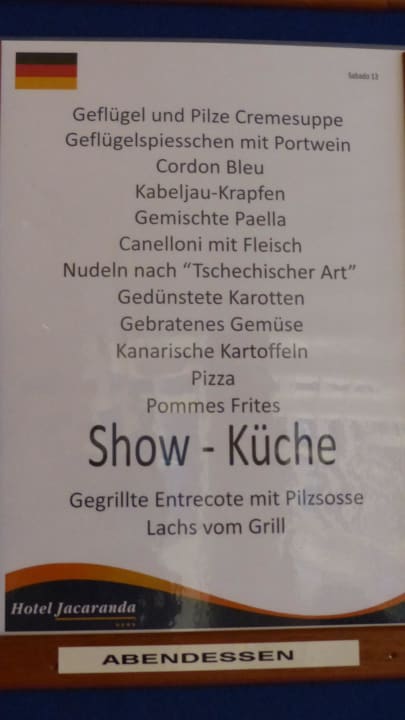 Sabado 13
Geflügel und Pilze Cremesuppe
Geflügelspiesschen mit Portwein
Cordon Bleu
Kabeljau-Krapfen
Gemischte Paella
Canelloni mit Fleisch
Nudeln nach “Tschechischer Art”
Gedünstete Karotten
Gebratenes Gemüse
Kanarische Kartoffeln
Pizza
Pommes Frites
Show - Küche
Gegrillte Entrecote mit Pilzsosse
Lachs vom Grill
Hotel Jacaranda
ABENDESSEN